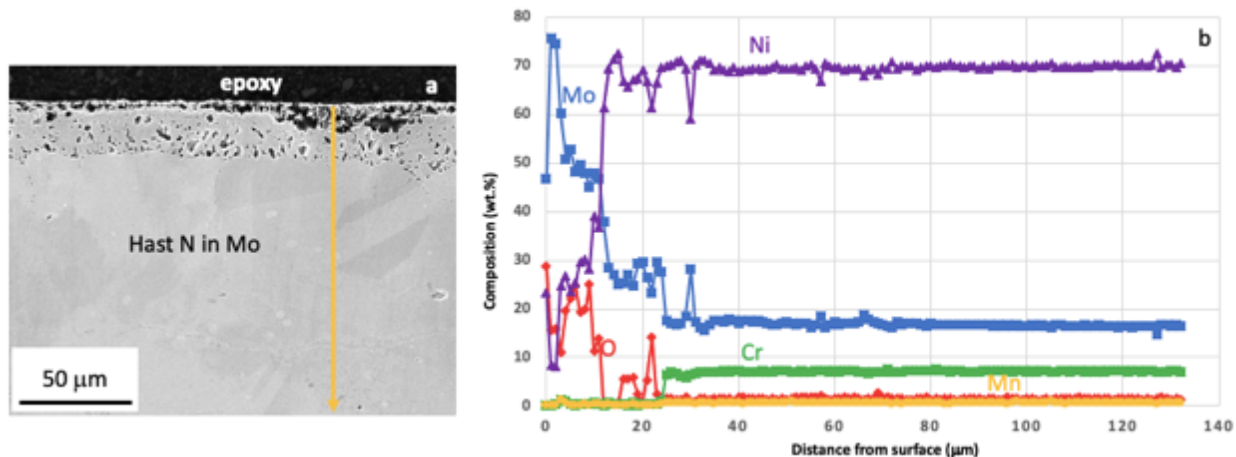 epoxy
a
Hast N in Mo
50 μm
b
Composition (wt.%)
80
70
60
50
40
30
20
10
0
Ni
Mo
O
Cr
Mn
0
20
40
60
80
100
120
140
Distance from surface (μm)